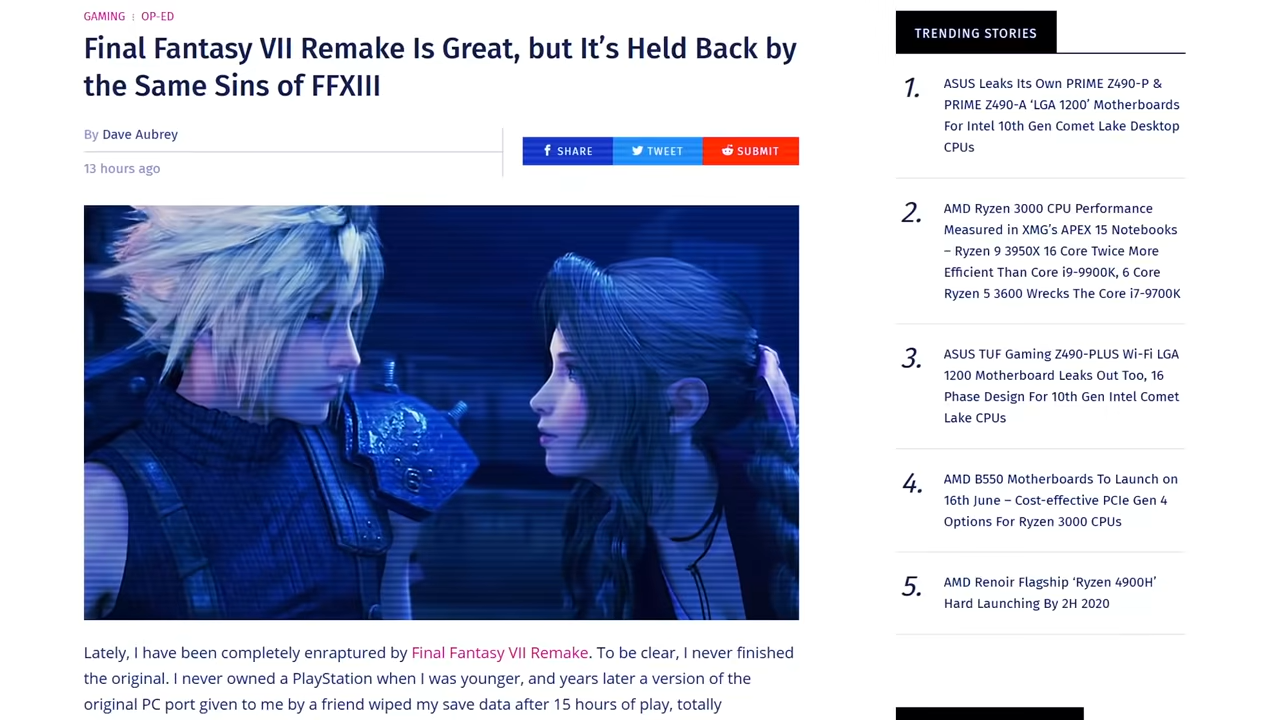 GAMING ⋮ OP-ED
Final Fantasy VII Remake Is Great, but It’s Held Back by
the Same Sins of FFXIII
By Dave Aubrey
13 hours ago
SHARE
TWEET
SUBMIT
6
Lately, I have been completely enraptured by Final Fantasy VII Remake. To be clear, I never finished
the original. I never owned a PlayStation when I was younger, and years later a version of the
original PC port given to me by a friend wiped my save data after 15 hours of play, totally
TRENDING STORIES
1.
ASUS Leaks Its Own PRIME Z490-P &
PRIME Z490-A ‘LGA 1200’ Motherboards
For Intel 10th Gen Comet Lake Desktop
CPUs
2.
AMD Ryzen 3000 CPU Performance
Measured in XMG’s APEX 15 Notebooks
– Ryzen 9 3950X 16 Core Twice More
Efficient Than Core i9-9900K, 6 Core
Ryzen 5 3600 Wrecks The Core i7-9700K
3.
ASUS TUF Gaming Z490-PLUS Wi-Fi LGA
1200 Motherboard Leaks Out Too, 16
Phase Design For 10th Gen Intel Comet
Lake CPUs
4.
AMD B550 Motherboards To Launch on
16th June – Cost-effective PCIe Gen 4
Options For Ryzen 3000 CPUs
5.
AMD Renoir Flagship ‘Ryzen 4900H’
Hard Launching By 2H 2020